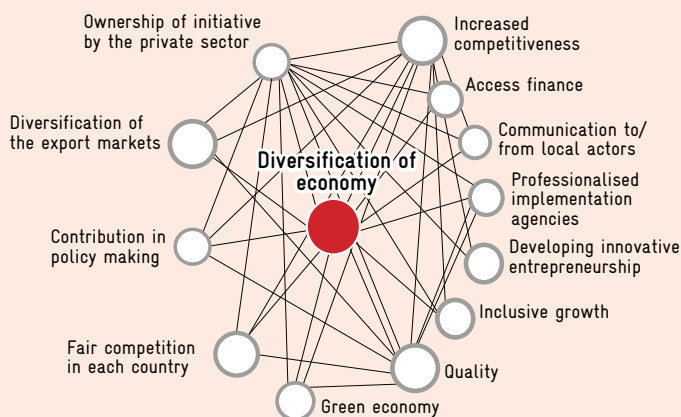 Ownership of initiative
by the private sector
Increased
competitiveness
Access finance
Diversification of
the export markets
Communication to/
from local actors
Diversification of
economy
Professionalised
implementation
agencies
Contribution in
policy making
Developing innovative
entrepreneurship
Inclusive growth
Fair competition
in each country
Quality
Green economy